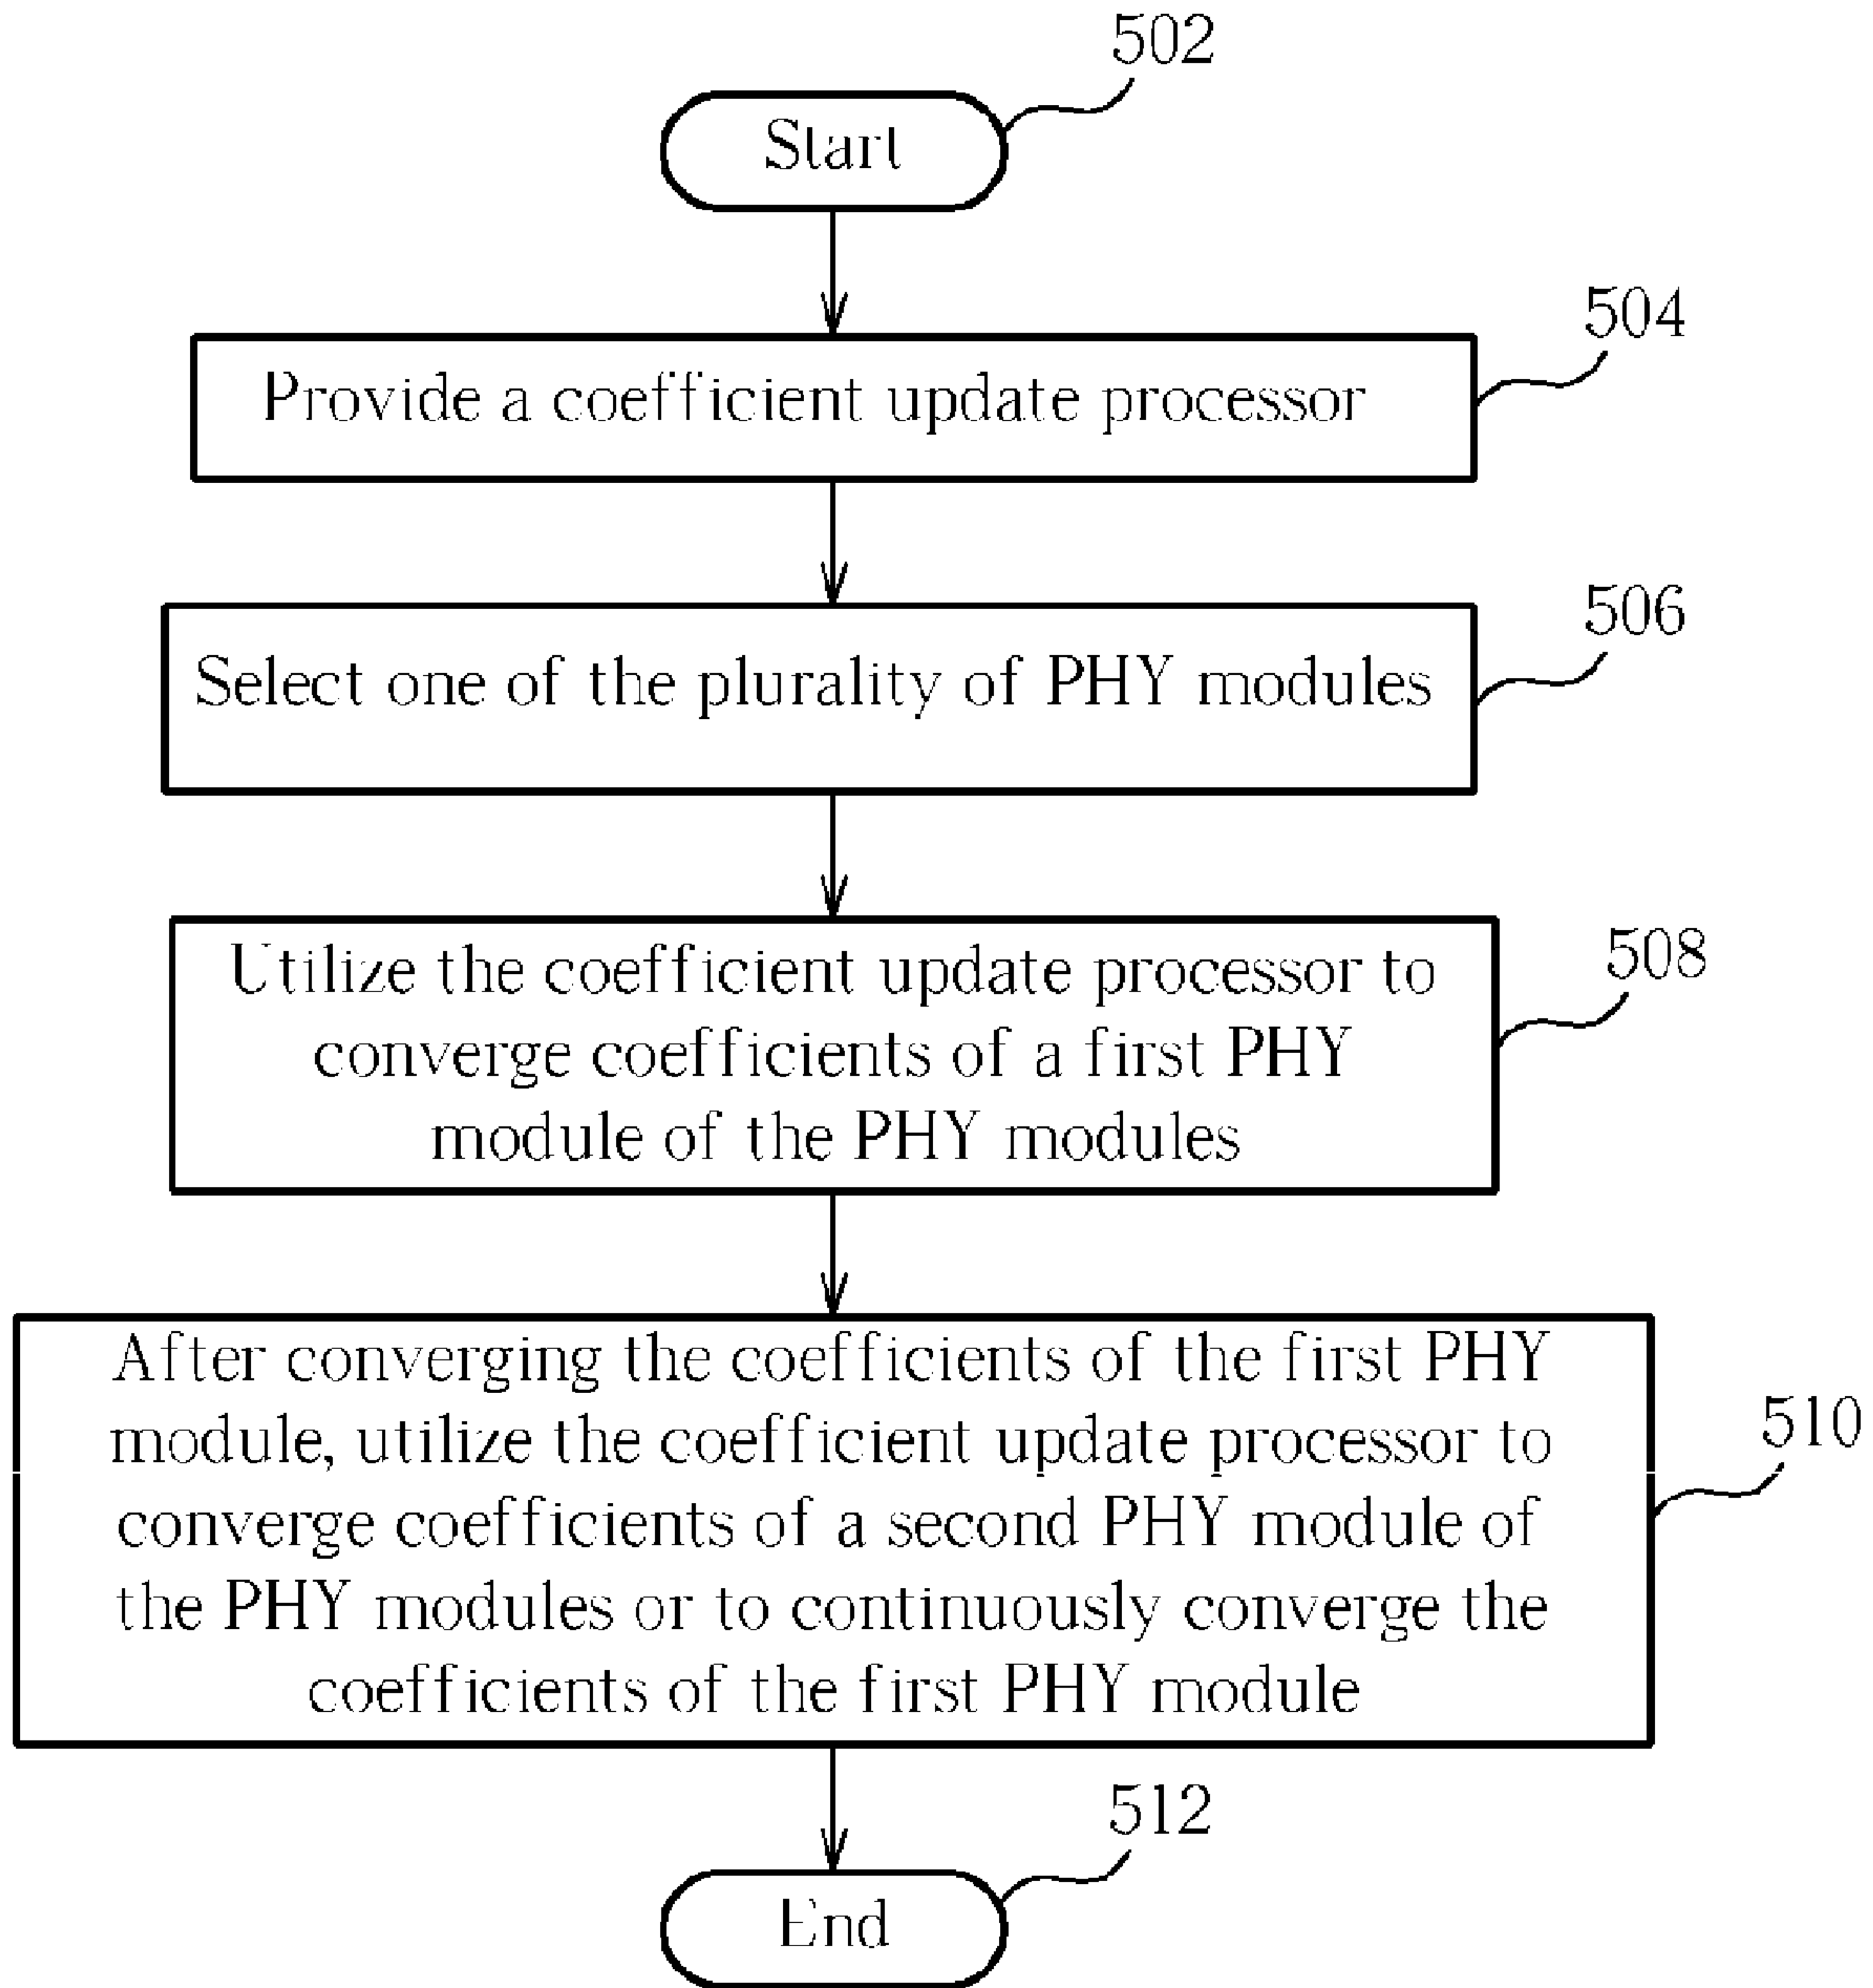 502
Start
504
Provide a coefficient update processor
506
Select one of the plurality of PHY modules
508
Utilize the coefficient update processor to
converge coefficients of a first PHY
module of the PHY modules
510
After converging the coefficients of the first PHY
module, utilize the coefficient update processor to
converge coefficients of a second PHY module of
the PHY modules or to continuously converge the
coefficients of the first PHY module
512
End